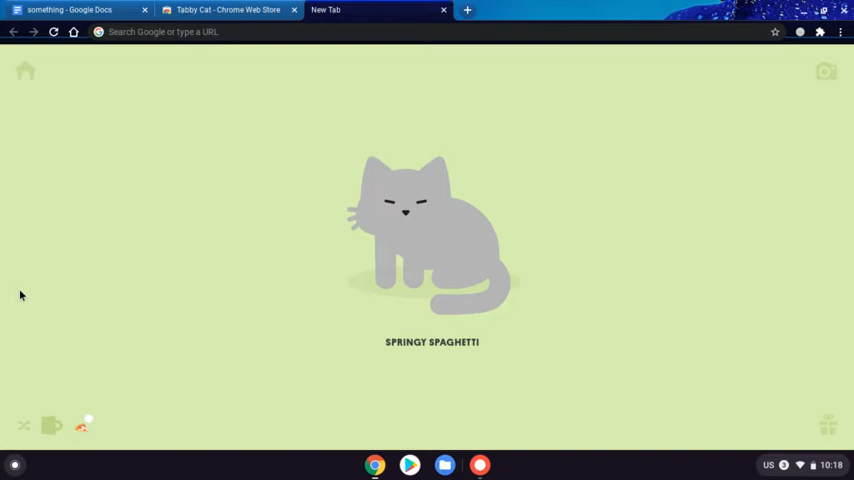 something - Google Docs
Tabby Cat - Chrome Web Store
New Tab
Search Google or type a URL
SPRINGY SPAGHETTI
US 3 10:18